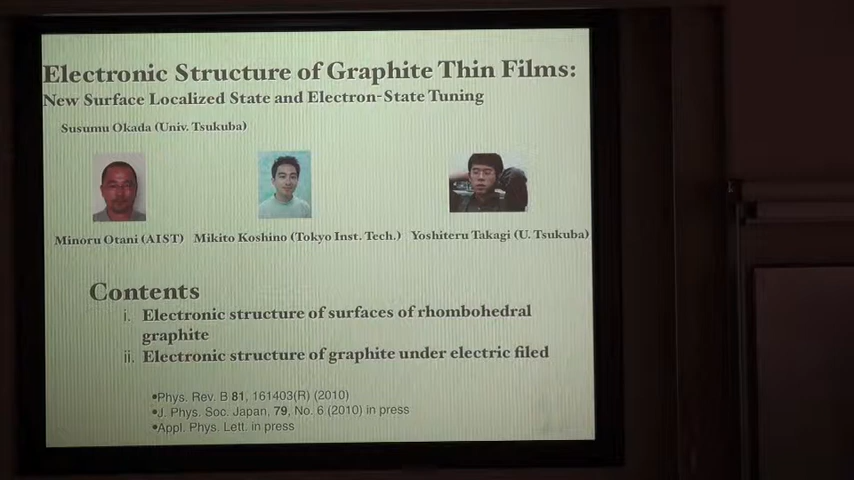 Electronic Structure of Graphite Thin Films:
New Surface Localized State and Electron-State Tuning
Susumu Okada (Univ. Tsukuba)
Minoru Otani (AIST) Mikito Koshino (Tokyo Inst. Tech.) Yoshiteru Takagi (U. Tsukuba)
Contents
i. Electronic structure of surfaces of rhombohedral
graphite
ii. Electronic structure of graphite under electric filed
•Phys. Rev. B 81, 161403(R) (2010)
•J. Phys. Soc. Japan, 79, No. 6 (2010) in press
•Appl. Phys. Lett. in press